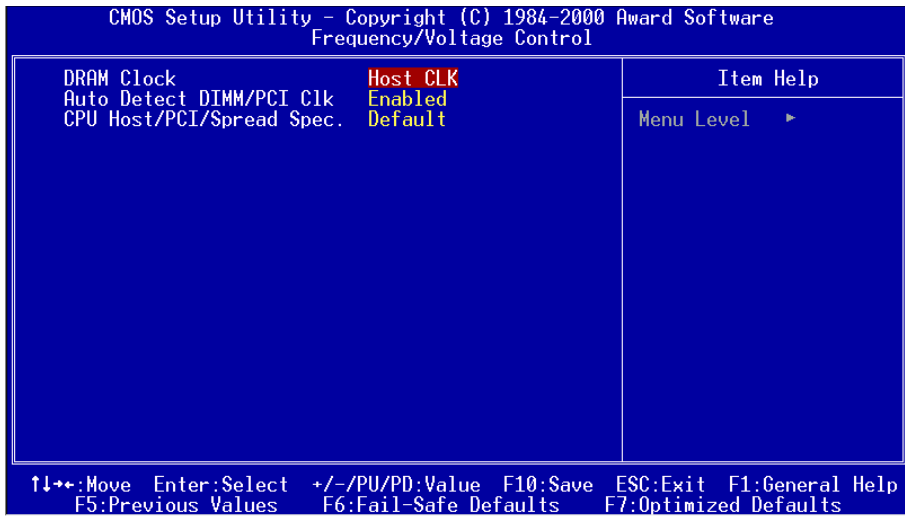 CMOS Setup Utility – Copyright (C) 1984–2000 Award Software
Frequency/Voltage Control
DRAM Clock Host CLK
Auto Detect DIMM/PCI Clk Enabled
CPU Host/PCI/Spread Spec. Default
Item Help
Menu Level ►
↑↓→←:Move Enter:Select +/-/PU/PD:Value F10:Save ESC:Exit F1:General Help
F5:Previous Values F6:Fail-Safe Defaults F7:Optimized Defaults